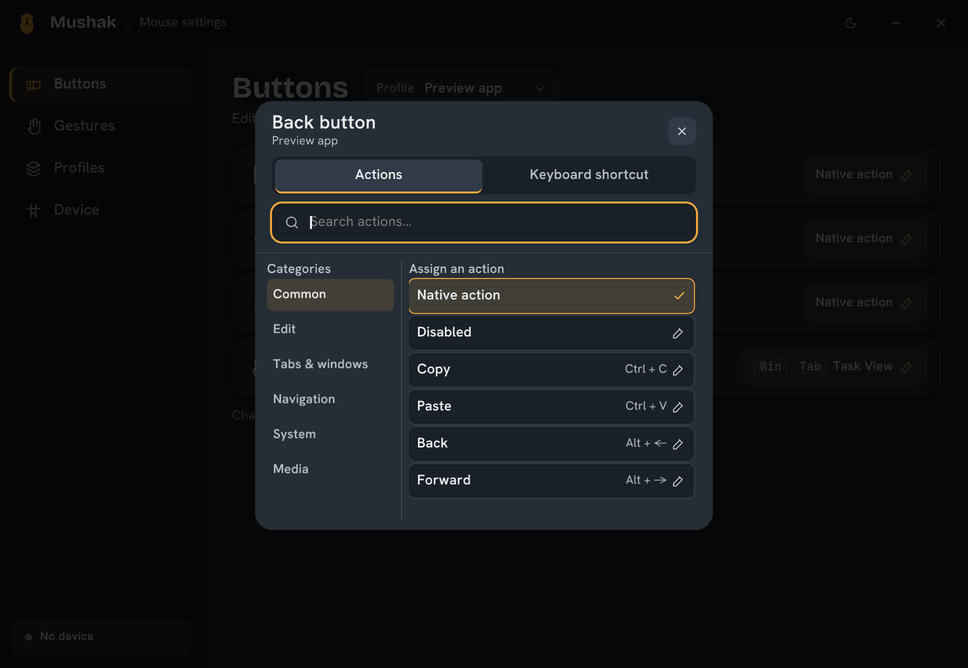 Mushak Mouse settings
Buttons
Gestures
Profiles
Device
No device
Buttons
Profile Preview app
Edi
Native action
Native action
Native action
Win Tab Task View
Cha
Back button
Preview app
Actions
Keyboard shortcut
Search actions...
Categories
Common
Edit
Tabs & windows
Navigation
System
Media
Assign an action
Native action
Disabled
Copy Ctrl + C
Paste Ctrl + V
Back Alt + ←
Forward Alt + →